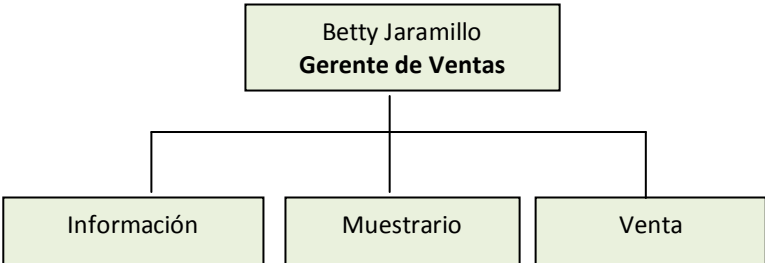 Betty Jaramillo
Gerente de Ventas
Información
Muestrario
Venta